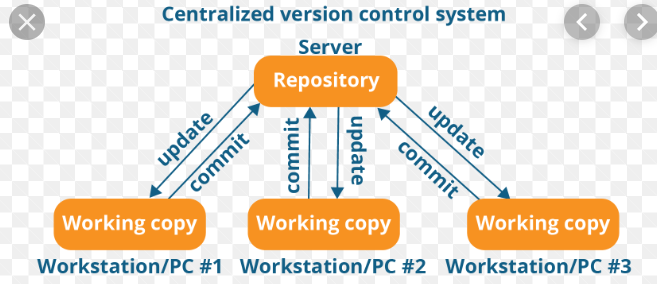 Centralized version control system
Server
Repository
update
commit
commit
update
commit
update
Working copy
Working copy
Working copy
Workstation/PC #1
Workstation/PC #2
Workstation/PC #3